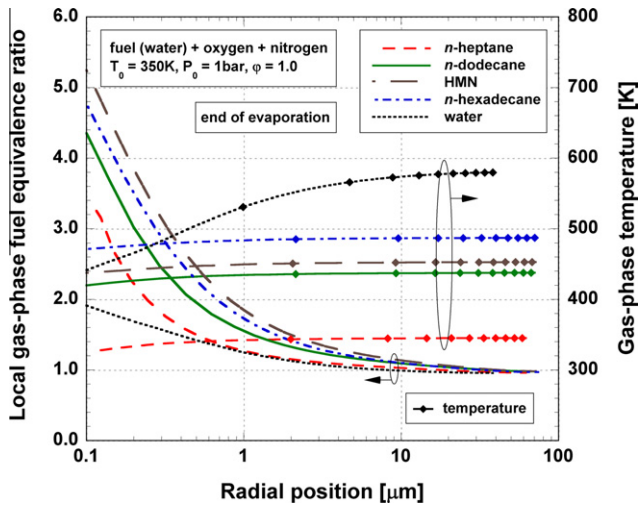 6.0
5.0
4.0
3.0
2.0
1.0
0.0
Local gas-phase fuel equivalence ratio
fuel (water) + oxygen + nitrogen
T0 = 350K, P0 = 1bar, φ = 1.0
end of evaporation
n-heptane
n-dodecane
HMN
n-hexadecane
water
temperature
800
700
600
500
400
300
200
Gas-phase temperature [K]
0.1
1
10
100
Radial position [μm]